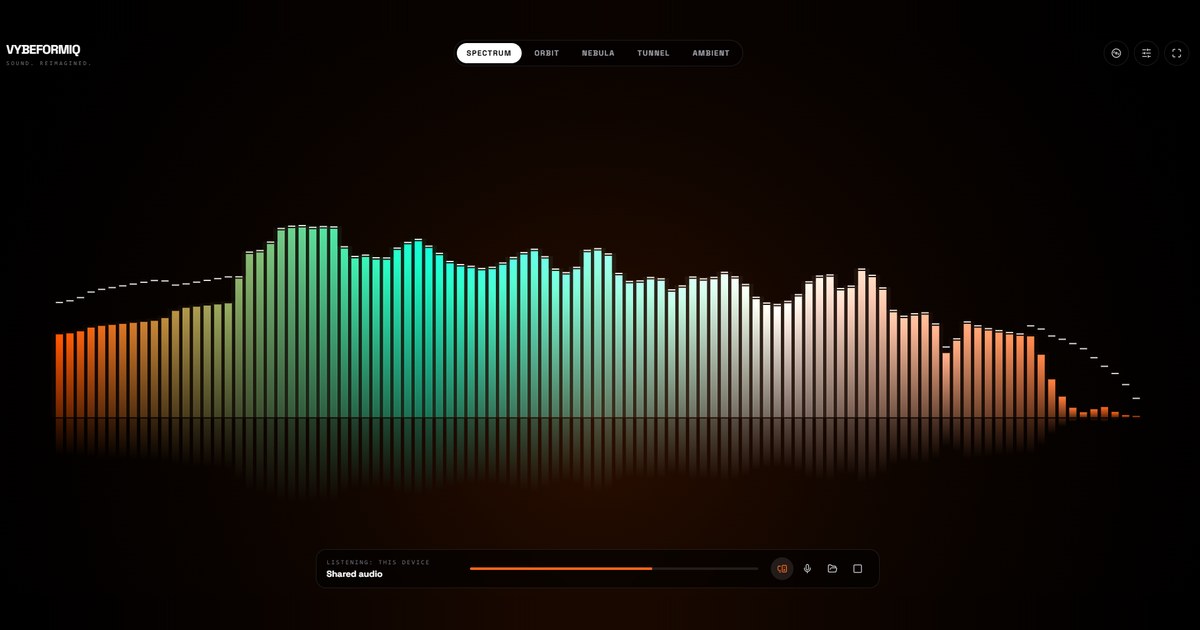 VYBEFORMIQ
SOUND. REIMAGINED.
SPECTRUM ORBIT NEBULA TUNNEL AMBIENT
LISTENING: THIS DEVICE
Shared audio